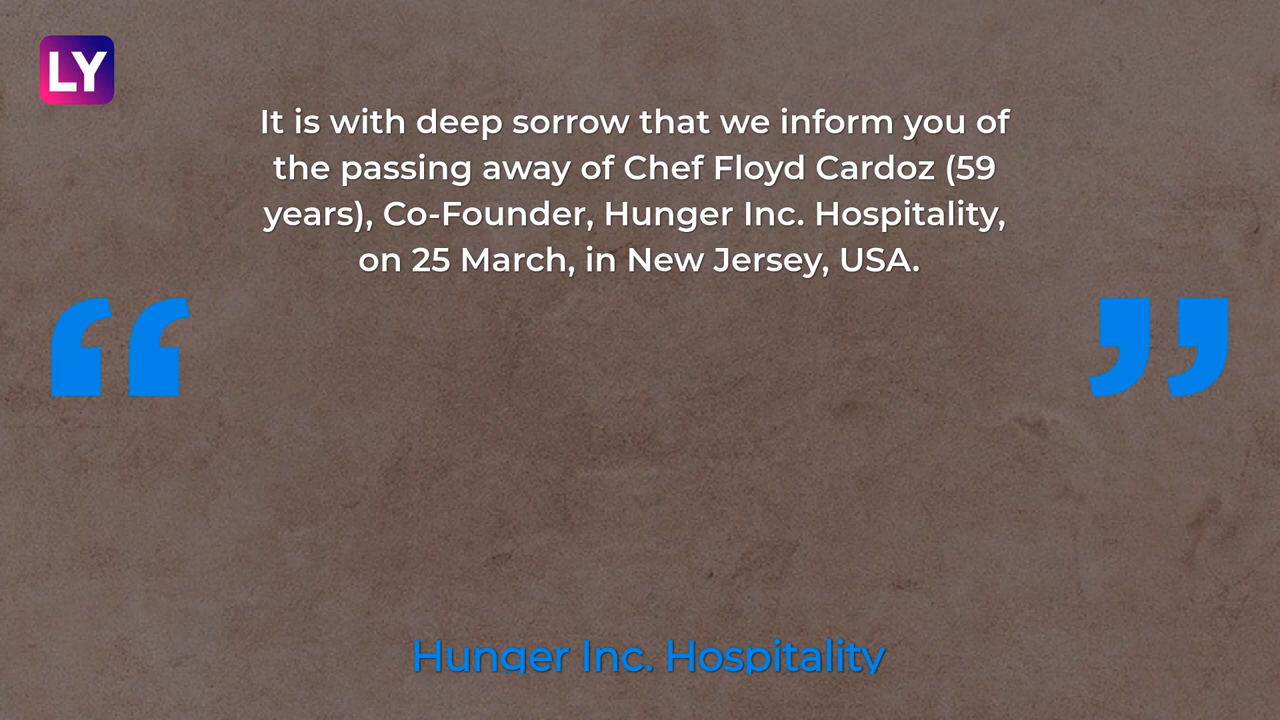 LY
It is with deep sorrow that we inform you of
the passing away of Chef Floyd Cardoz (59
years), Co-Founder, Hunger Inc. Hospitality,
on 25 March, in New Jersey, USA.
“ ”
Hunger Inc. Hospitality